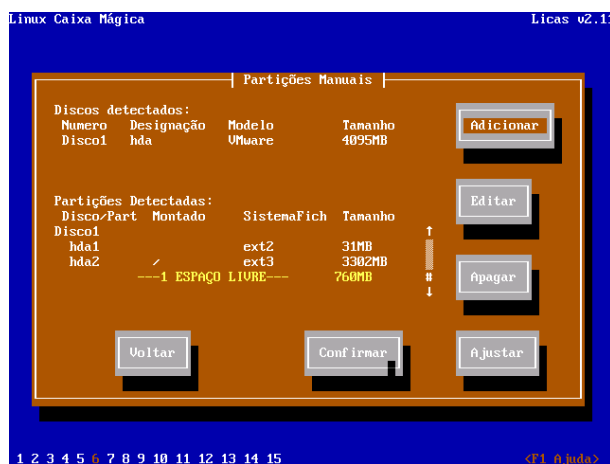 Linux Caixa Mágica Licas v2.11
Partições Manuais
Discos detectados:
Numero Designação Modelo Tamanho
Disco1 hda VMware 4095MB
Adicionar
Partições Detectadas:
Disco/Part Montado SistemaFich Tamanho
Editar
Disco1 ↑
hda1 ext2 31MB
hda2 / ext3 3302MB
---1 ESPAÇO LIVRE--- 760MB #
Apagar
↓
Voltar Confirmar Ajustar
1 2 3 4 5 6 7 8 9 10 11 12 13 14 15 <F1 Ajuda>